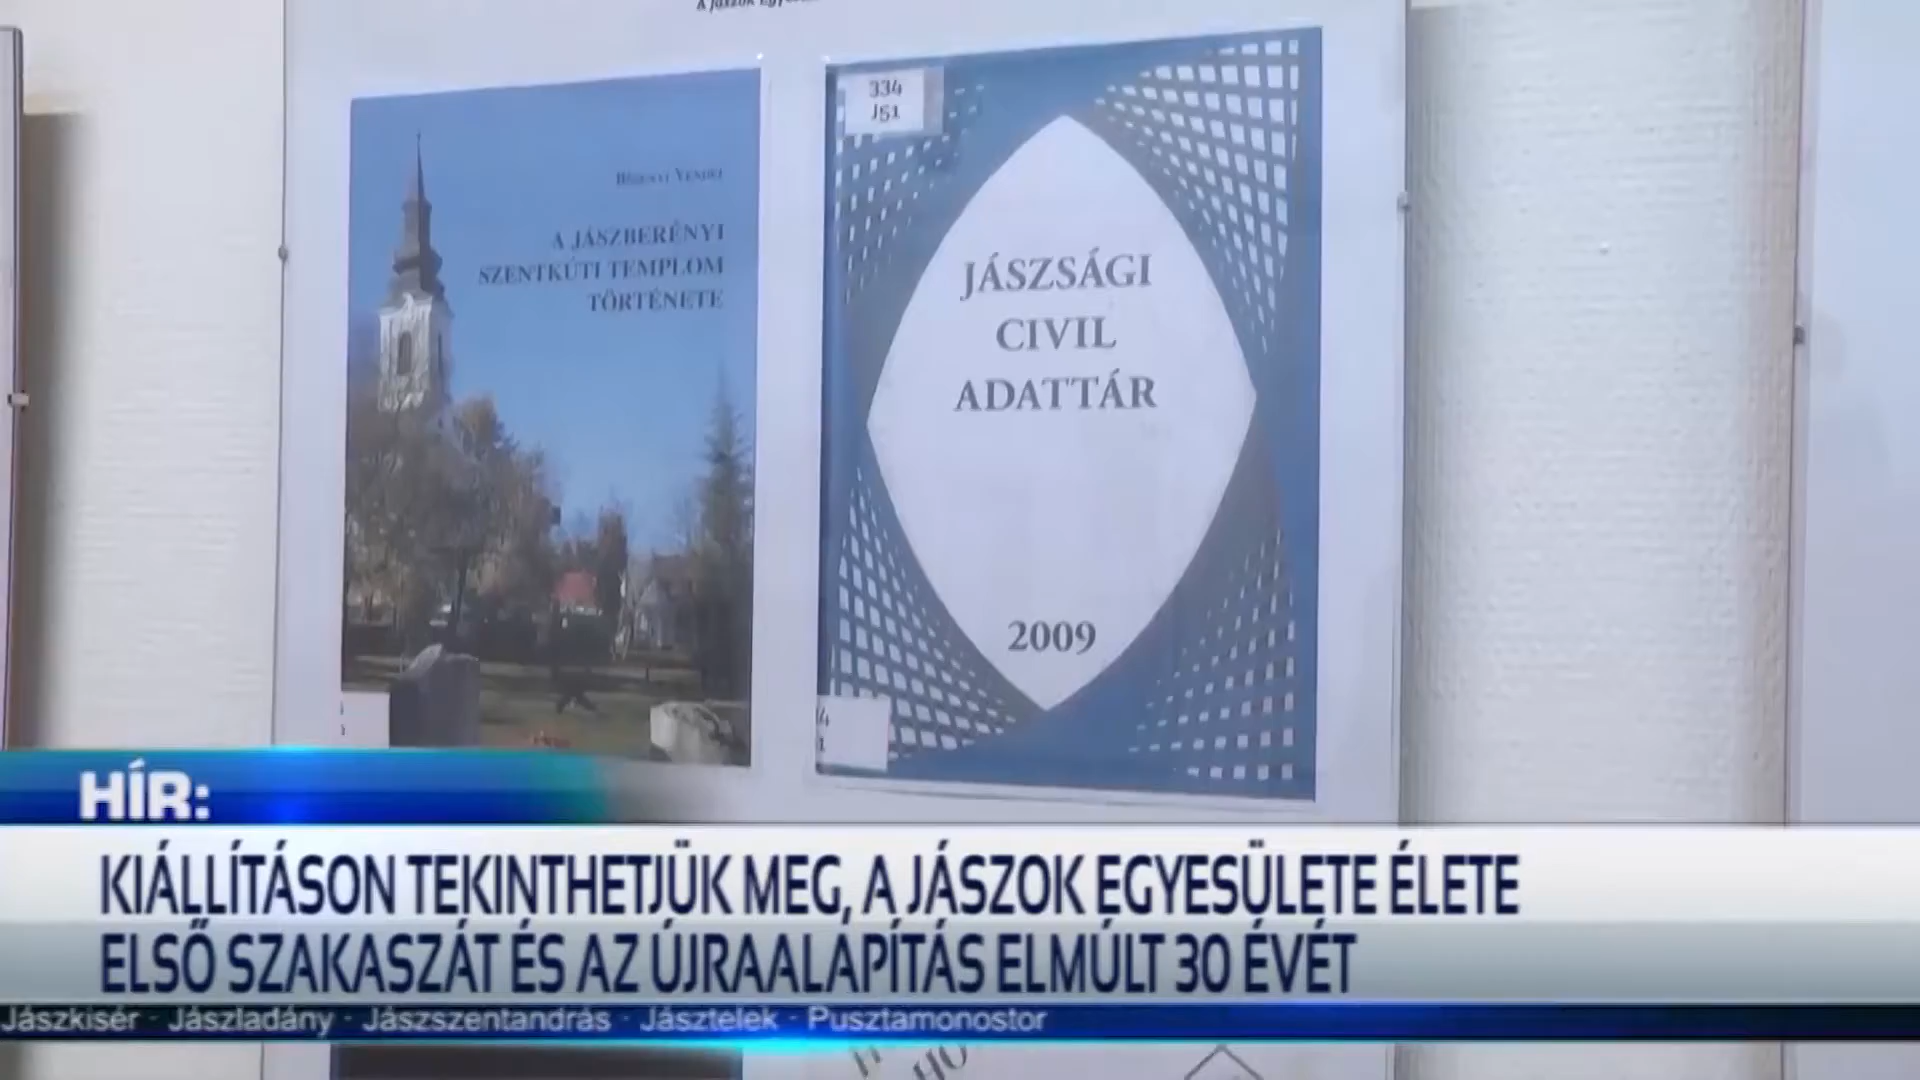 A Jászok
334
J51
A JÁSZBERÉNYI
SZENTKÚTI TEMPLOM
TÖRTÉNETE
JÁSZSÁGI
CIVIL
ADATTÁR
2009
HÍR:
KIÁLLÍTÁSON TEKINTHETJÜK MEG, A JÁSZOK EGYESÜLETE ÉLETE
ELSŐ SZAKASZÁT ÉS AZ ÚJRAALAPÍTÁS ELMÚLT 30 ÉVÉT
Jászkisér - Jászladány - Jászszentandrás - Jásztelek - Pusztamonostor